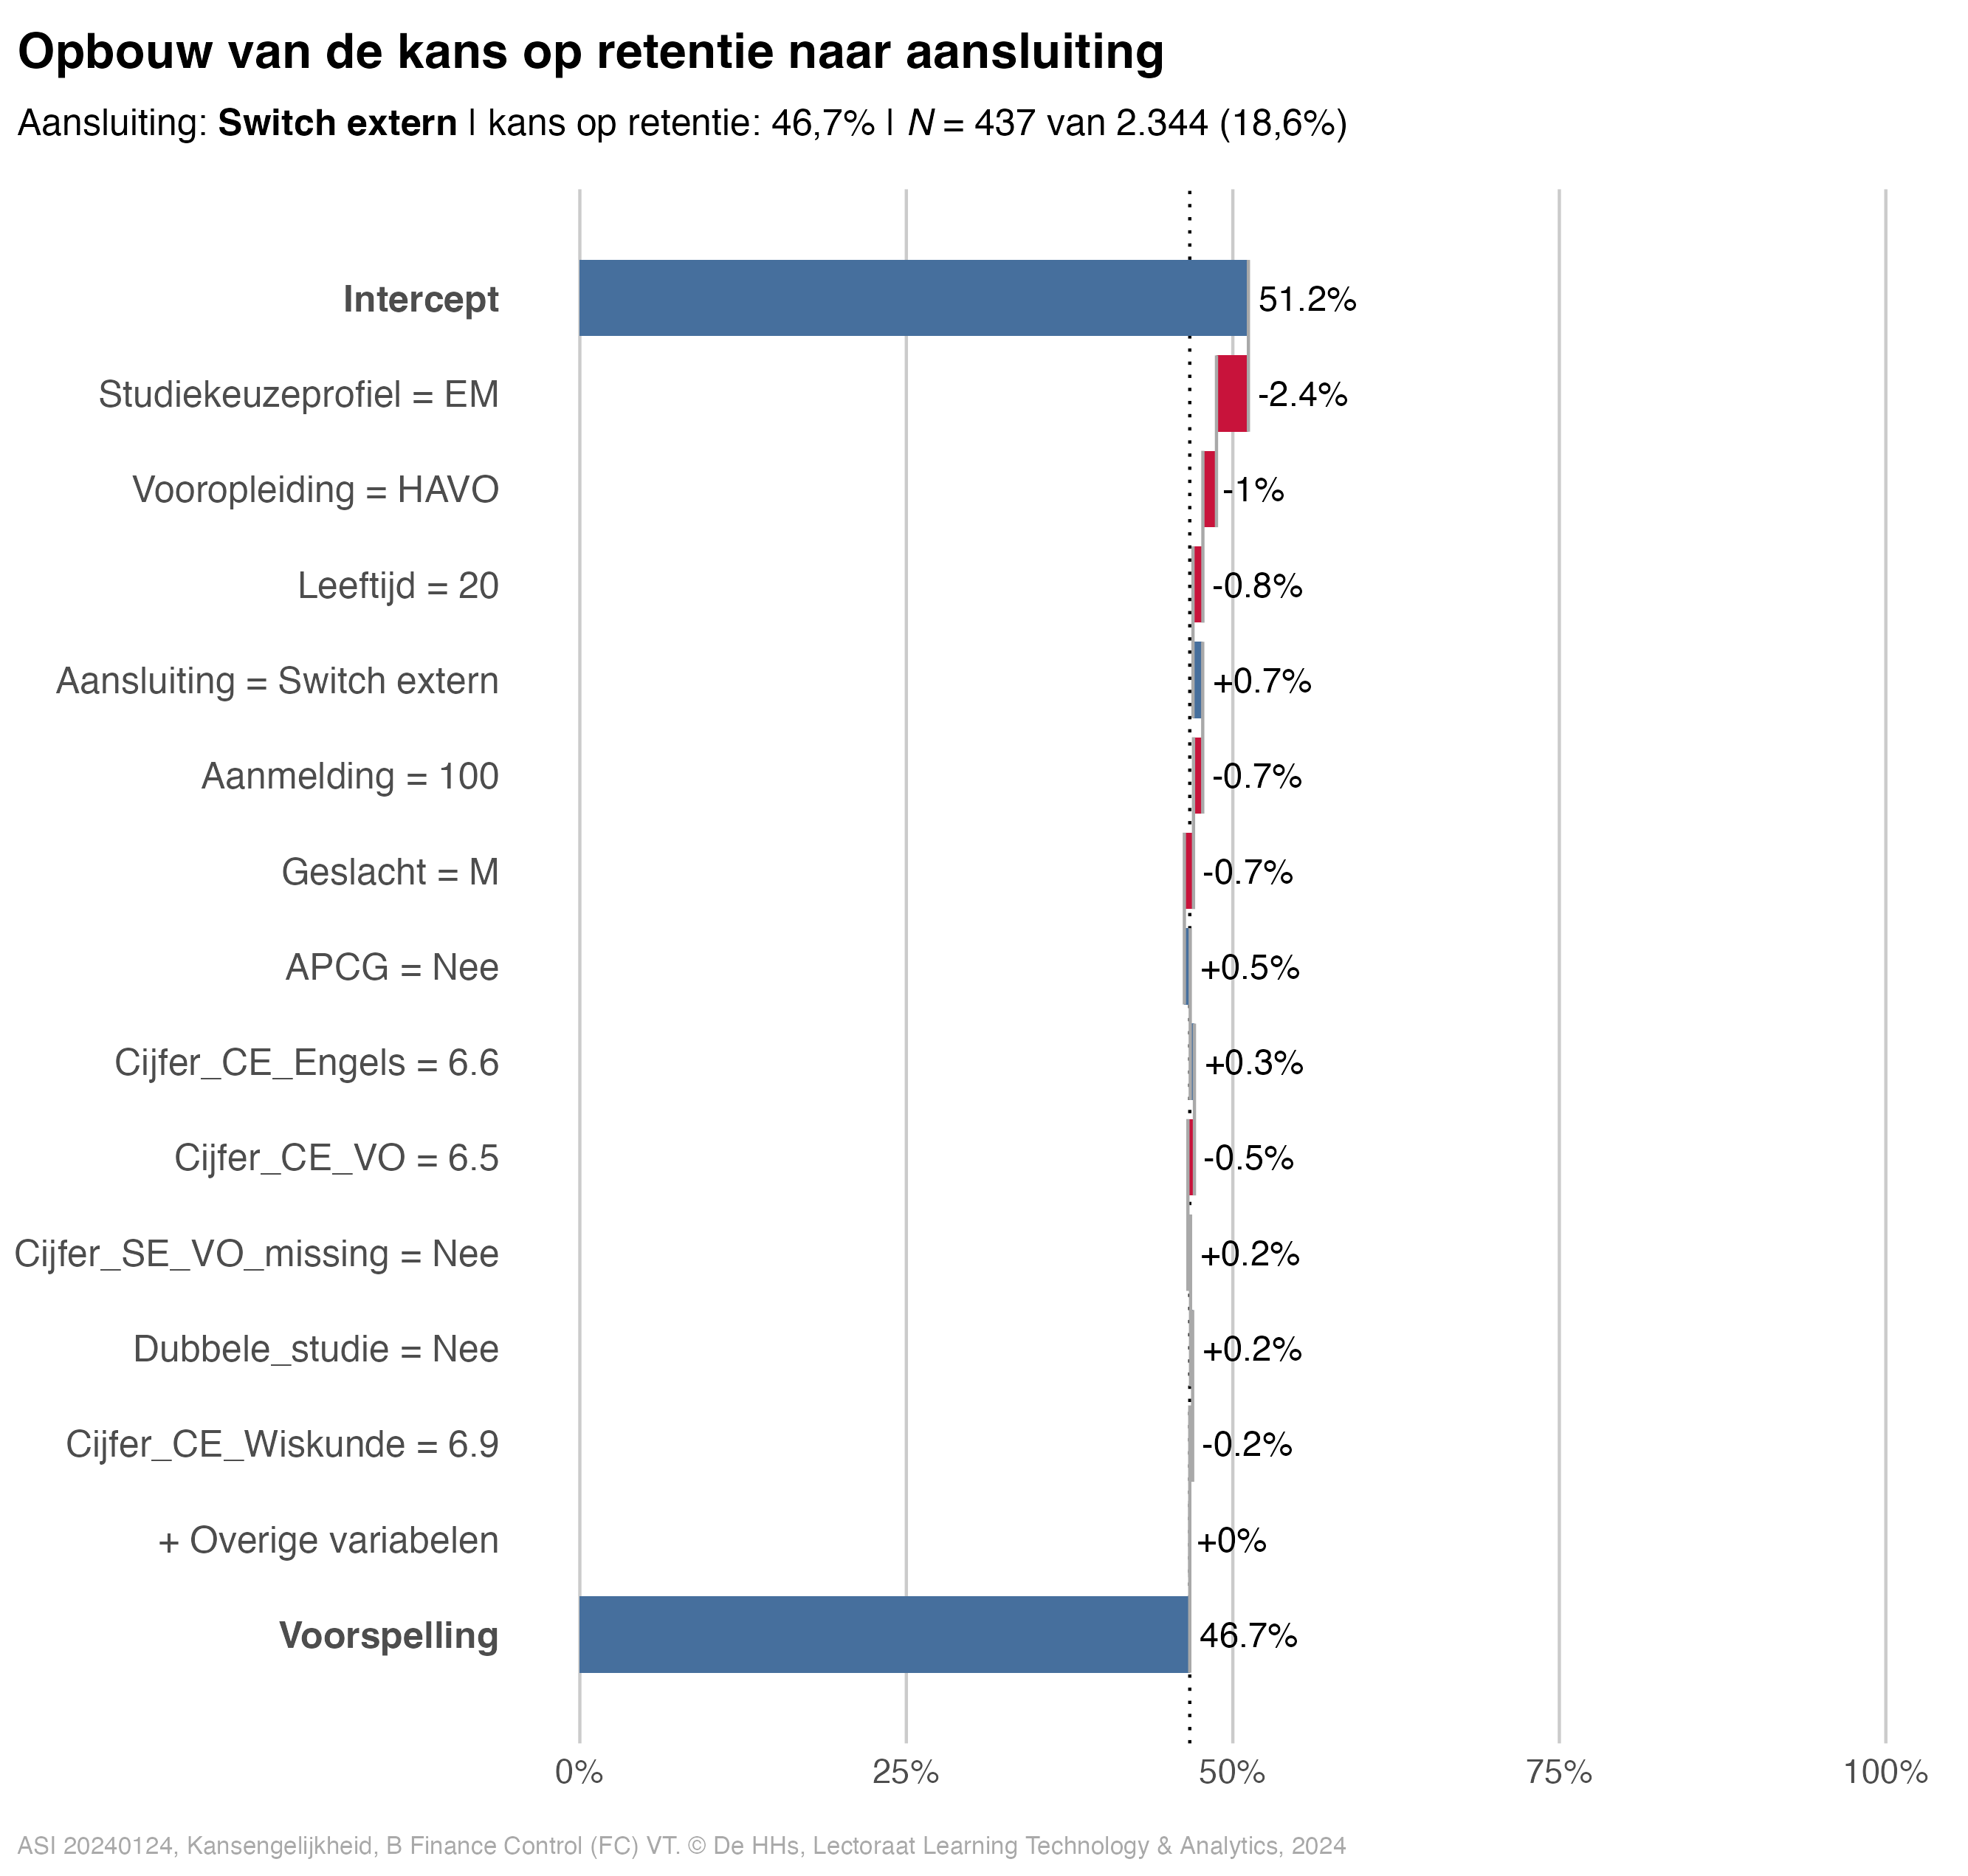 Opbouw van de kans op retentie naar aansluiting
Aansluiting: Switch extern | kans op retentie: 46,7% | N = 437 van 2.344 (18,6%)
Intercept 51.2%
Studiekeuzeprofiel = EM -2.4%
Vooropleiding = HAVO -1%
Leeftijd = 20 -0.8%
Aansluiting = Switch extern +0.7%
Aanmelding = 100 -0.7%
Geslacht = M -0.7%
APCG = Nee +0.5%
Cijfer_CE_Engels = 6.6 +0.3%
Cijfer_CE_VO = 6.5 -0.5%
Cijfer_SE_VO_missing = Nee +0.2%
Dubbele_studie = Nee +0.2%
Cijfer_CE_Wiskunde = 6.9 -0.2%
+ Overige variabelen +0%
Voorspelling 46.7%
0% 25% 50% 75% 100%
ASI 20240124, Kansengelijkheid, B Finance Control (FC) VT. © De HHs, Lectoraat Learning Technology & Analytics, 2024